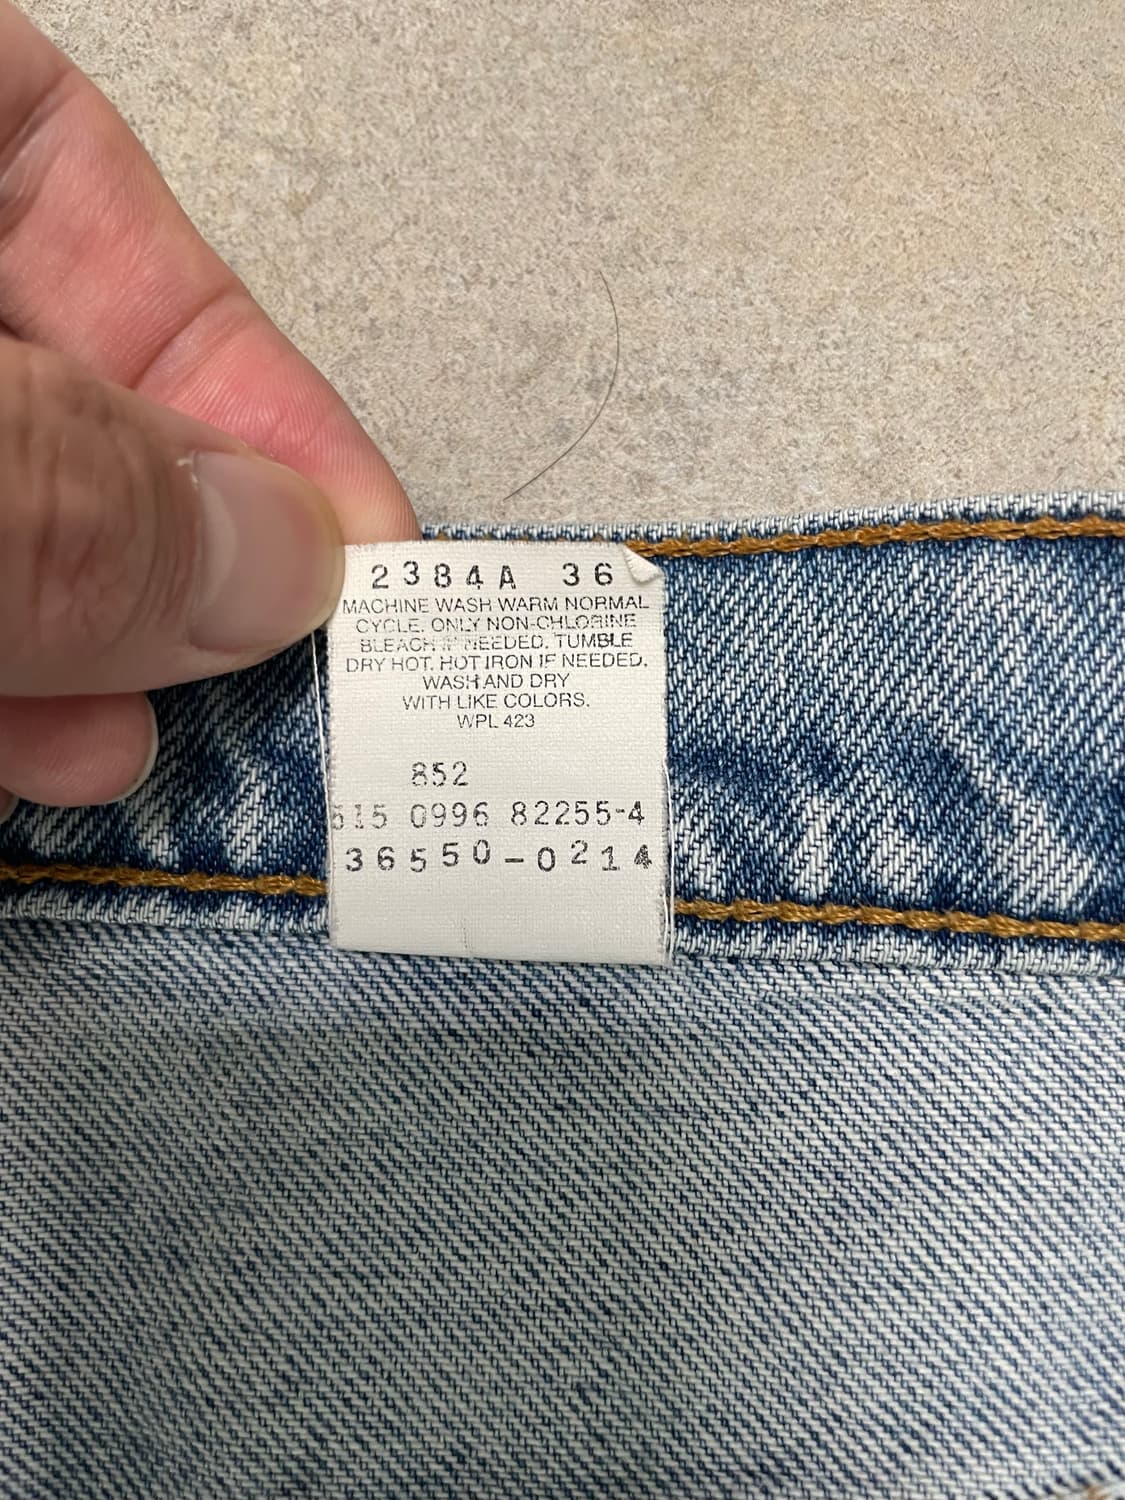 2384A 36
MACHINE WASH WARM NORMAL
CYCLE. ONLY NON-CHLORINE
BLEACH IF NEEDED. TUMBLE
DRY HOT. HOT IRON IF NEEDED.
WASH AND DRY
WITH LIKE COLORS.
WPL 423
852
515 0996 82255-4
36550-0214